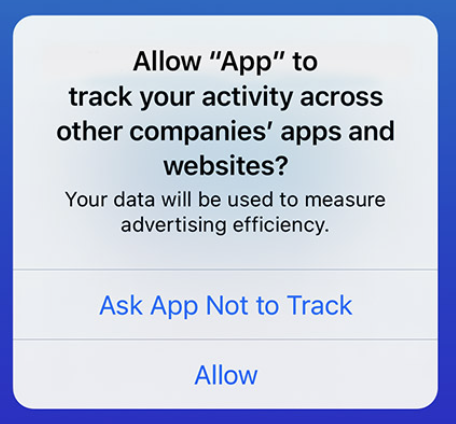 Allow “App” to
track your activity across
other companies’ apps and
websites?
Your data will be used to measure
advertising efficiency.
Ask App Not to Track
Allow